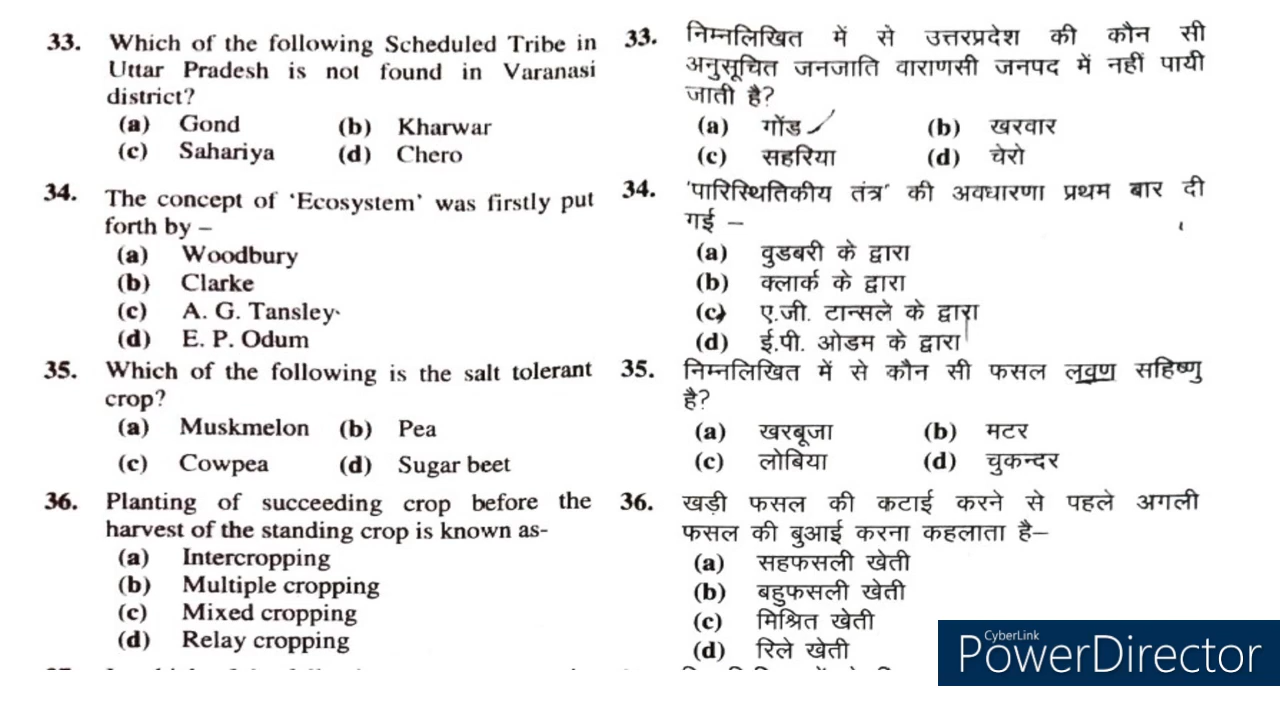 33. Which of the following Scheduled Tribe in
Uttar Pradesh is not found in Varanasi
district?
(a) Gond (b) Kharwar
(c) Sahariya (d) Chero
34. The concept of 'Ecosystem' was firstly put
forth by –
(a) Woodbury
(b) Clarke
(c) A. G. Tansley
(d) E. P. Odum
35. Which of the following is the salt tolerant
crop?
(a) Muskmelon (b) Pea
(c) Cowpea (d) Sugar beet
36. Planting of succeeding crop before the
harvest of the standing crop is known as-
(a) Intercropping
(b) Multiple cropping
(c) Mixed cropping
(d) Relay cropping
33. निम्नलिखित में से उत्तरप्रदेश की कौन सी
अनुसूचित जनजाति वाराणसी जनपद में नहीं पायी
जाती है?
(a) गोंड (b) खरवार
(c) सहरिया (d) चेरो
34. 'पारिस्थितिकीय तंत्र' की अवधारणा प्रथम बार दी
गई –
(a) वुडबरी के द्वारा
(b) क्लार्क के द्वारा
(c) ए.जी. टान्सले के द्वारा
(d) ई.पी. ओडम के द्वारा
35. निम्नलिखित में से कौन सी फसल लवण सहिष्णु
है?
(a) खरबूजा (b) मटर
(c) लोबिया (d) चुकन्दर
36. खड़ी फसल की कटाई करने से पहले अगली
फसल की बुआई करना कहलाता है–
(a) सहफसली खेती
(b) बहुफसली खेती
(c) मिश्रित खेती
(d) रिले खेती
CyberLink
PowerDirector